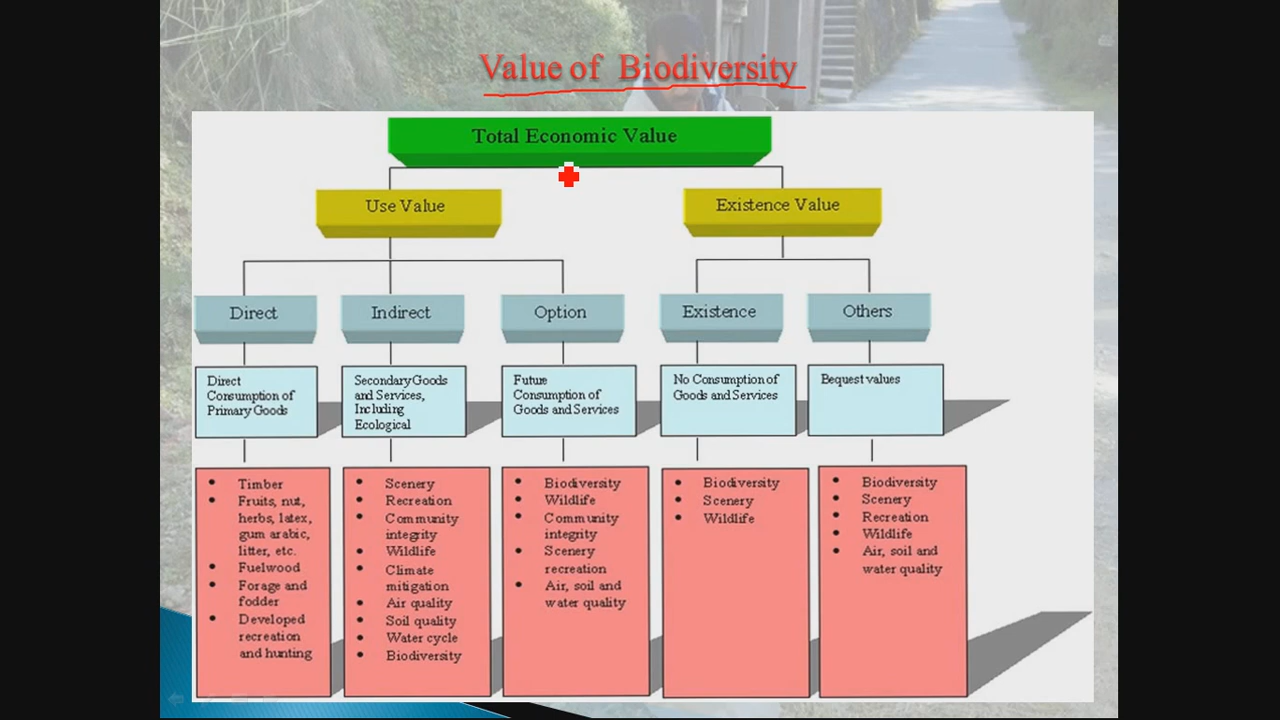 Value of Biodiversity
Total Economic Value
Use Value
Existence Value
Direct
Indirect
Option
Existence
Others
Direct
Consumption of
Primary Goods
Secondary Goods
and Services,
Including
Ecological
Future
Consumption of
Goods and Services
No Consumption of
Goods and Services
Bequest values
• Timber
• Fruits, nut,
herbs, latex,
gum arabic,
litter, etc.
• Fuelwood
• Forage and
fodder
• Developed
recreation
and hunting
• Scenery
• Recreation
• Community
integrity
• Wildlife
• Climate
mitigation
• Air quality
• Soil quality
• Water cycle
• Biodiversity
• Biodiversity
• Wildlife
• Community
integrity
• Scenery
recreation
• Air, soil and
water quality
• Biodiversity
• Scenery
• Wildlife
• Biodiversity
• Scenery
• Recreation
• Wildlife
• Air, soil and
water quality